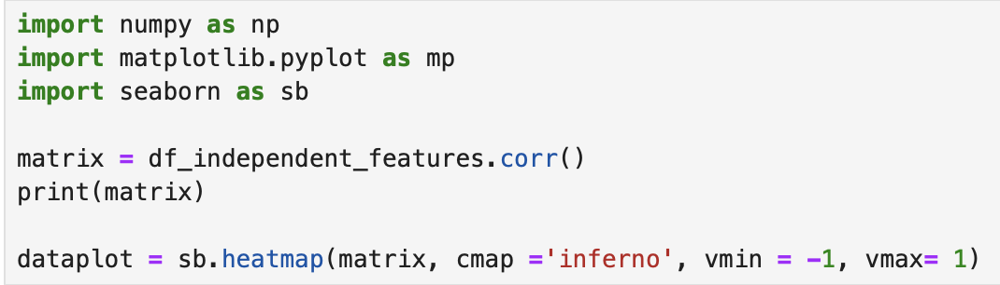 import numpy as np
import matplotlib.pyplot as mp
import seaborn as sb
matrix = df_independent_features.corr()
print(matrix)
dataplot = sb.heatmap(matrix, cmap ='inferno', vmin = -1, vmax= 1)